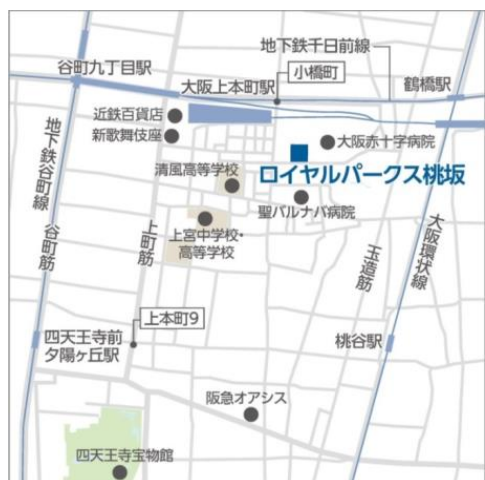 地下鉄千日前線
谷町九丁目駅
小橋町
大阪上本町駅
鶴橋駅
近鉄百貨店
新歌舞伎座
大阪赤十字病院
ロイヤルパークス桃坂
清風高等学校
聖バルナバ病院
地下鉄谷町線
谷町筋
上町筋
上宮中学校・
高等学校
玉造筋
大阪環状線
上本町9
四天王寺前
夕陽ヶ丘駅
桃谷駅
阪急オアシス
四天王寺宝物館